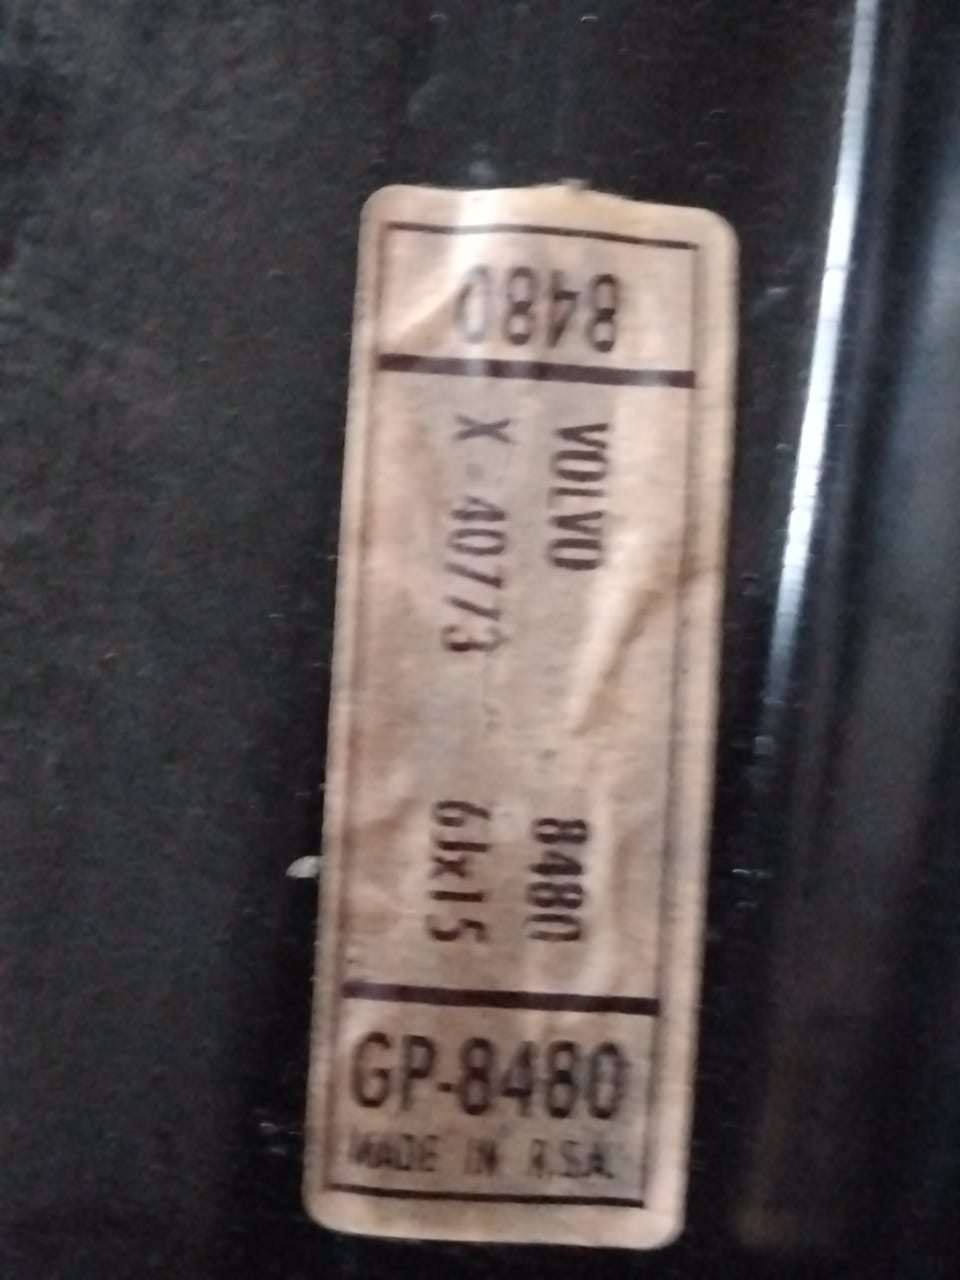 8480
VOLVO 8480
X-40773 6Jx15
GP-8480
MADE IN R.S.A.